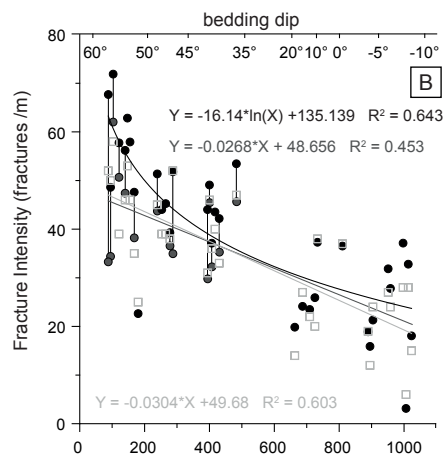 bedding dip
60° 50° 45° 40° 35° 20° 10° 0° -5° -10°
80
B
Y = -16.14*ln(X) +135.139 R² = 0.643
Y = -0.0268*X + 48.656 R² = 0.453
60
Fracture Intensity (fractures /m)
40
20
Y = -0.0304*X +49.68 R² = 0.603
0
0 200 400 600 800 1000